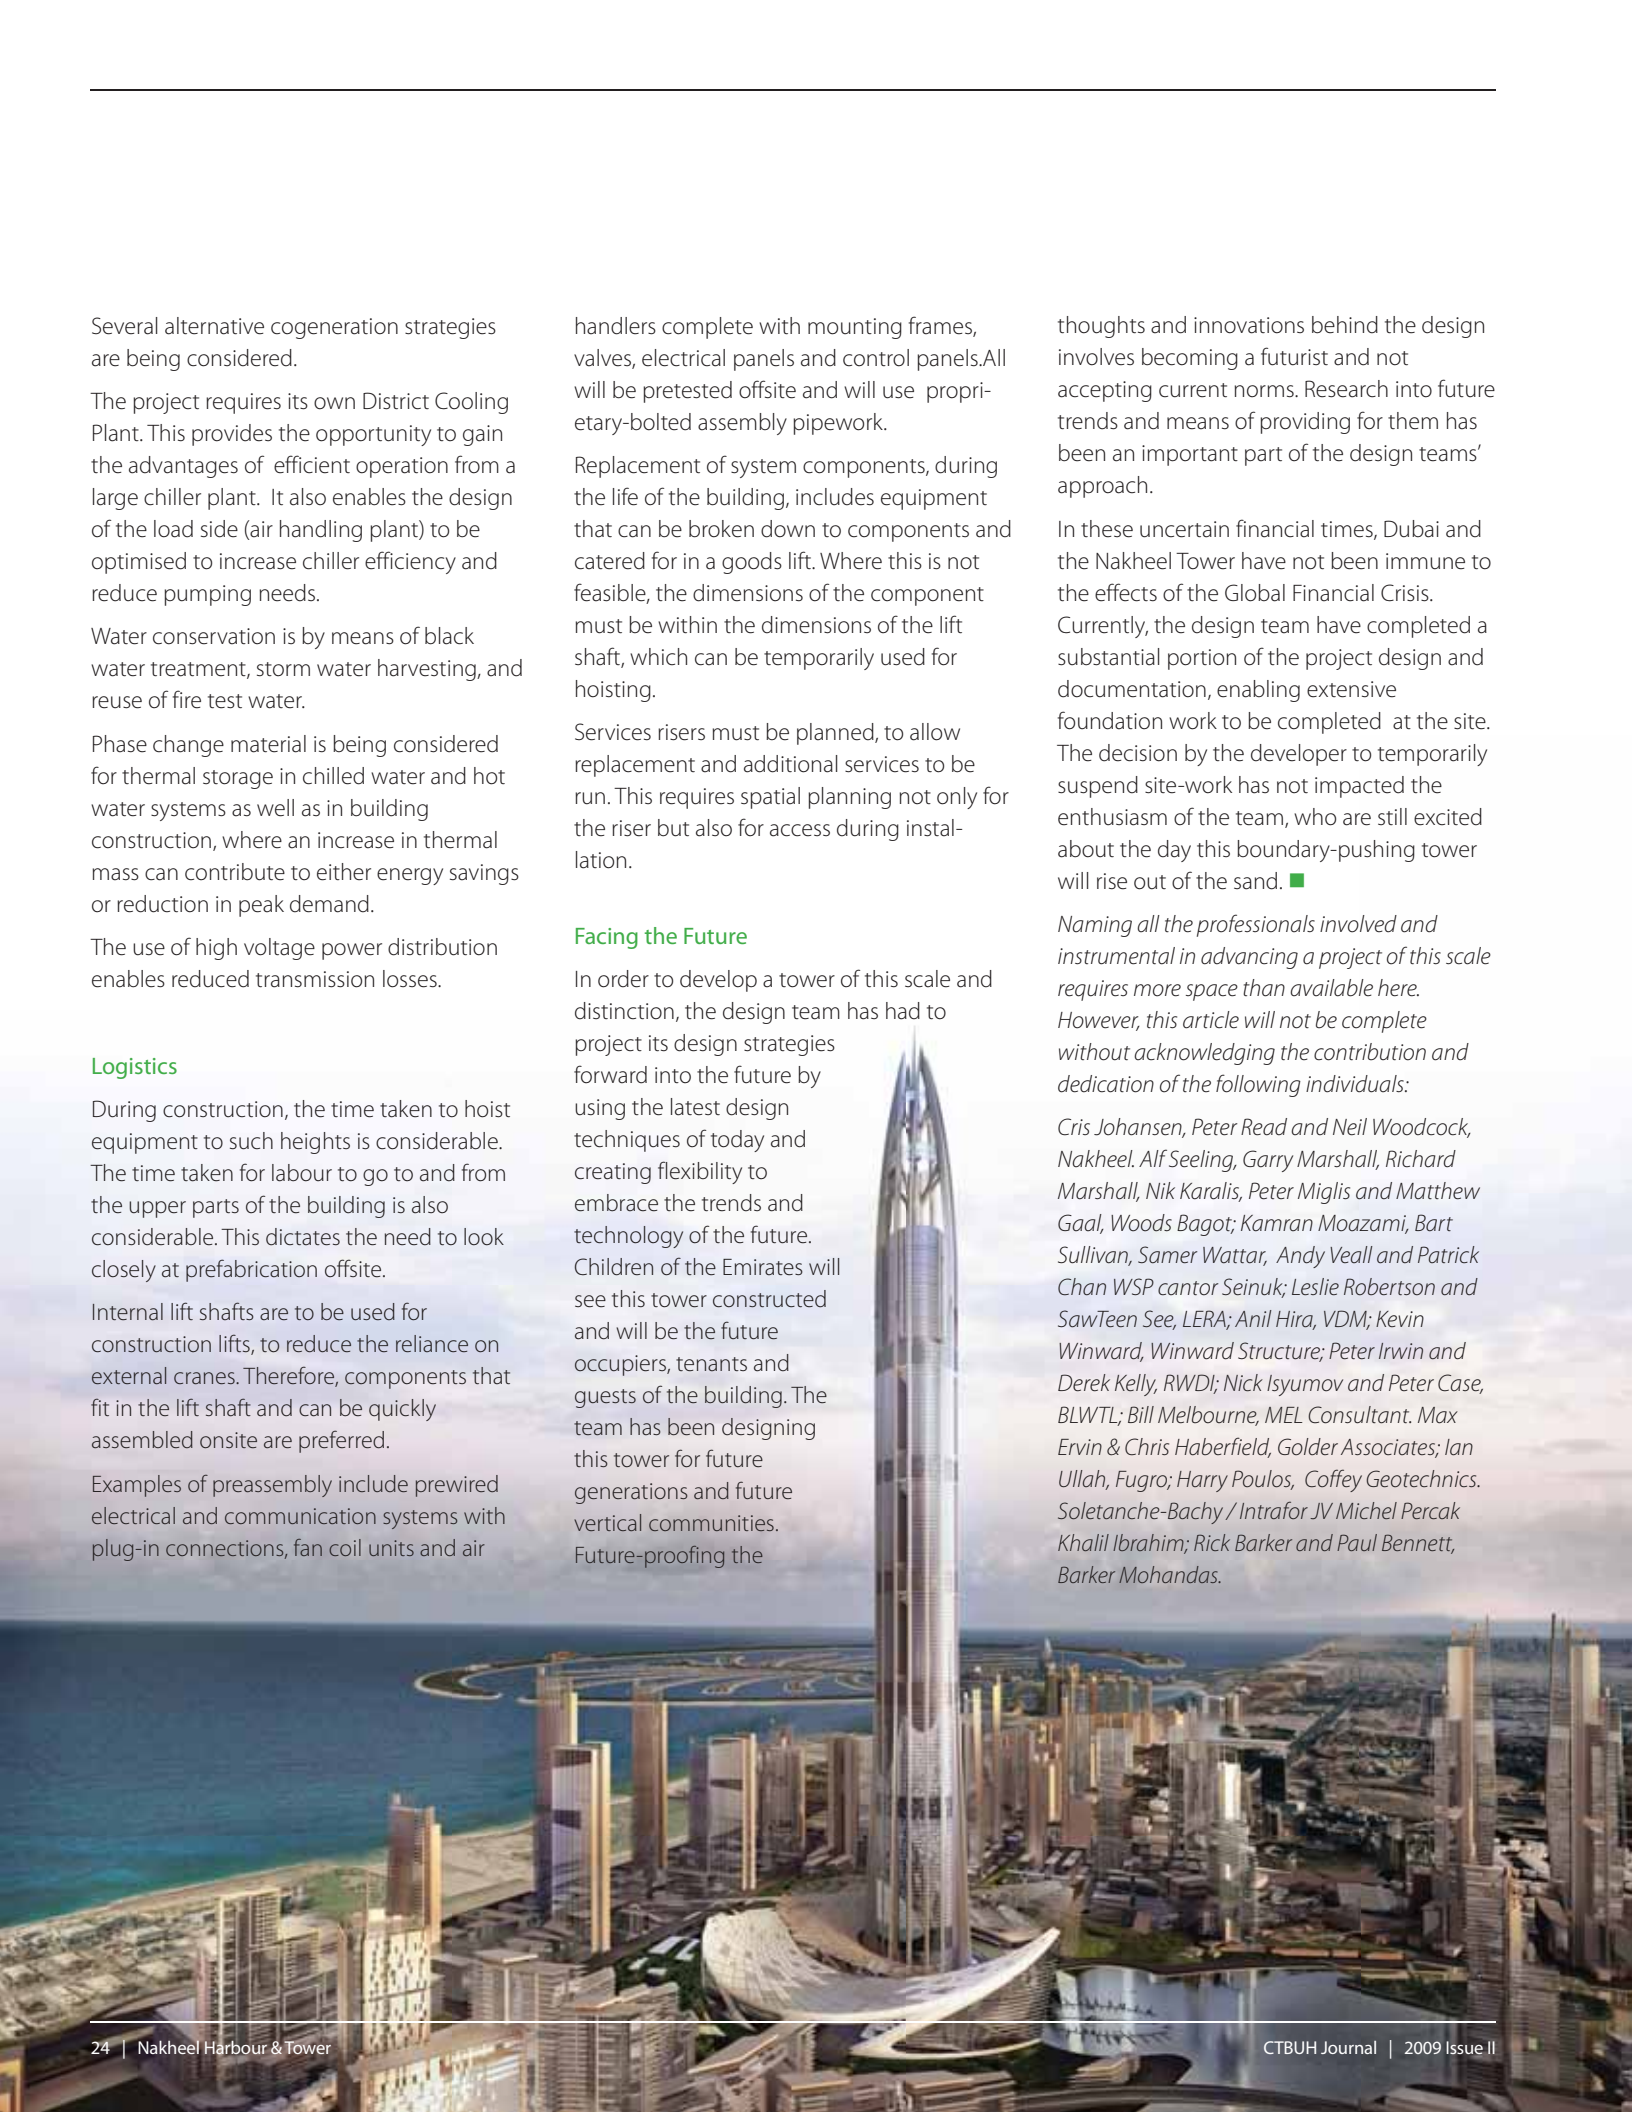 Several alternative cogeneration strategies
are being considered.
The project requires its own District Cooling
Plant. This provides the opportunity to gain
the advantages of efficient operation from a
large chiller plant. It also enables the design
of the load side (air handling plant) to be
optimised to increase chiller efficiency and
reduce pumping needs.
Water conservation is by means of black
water treatment, storm water harvesting, and
reuse of fire test water.
Phase change material is being considered
for thermal storage in chilled water and hot
water systems as well as in building
construction, where an increase in thermal
mass can contribute to either energy savings
or reduction in peak demand.
The use of high voltage power distribution
enables reduced transmission losses.
Logistics
During construction, the time taken to hoist
equipment to such heights is considerable.
The time taken for labour to go to and from
the upper parts of the building is also
considerable. This dictates the need to look
closely at prefabrication offsite.
Internal lift shafts are to be used for
construction lifts, to reduce the reliance on
external cranes. Therefore, components that
fit in the lift shaft and can be quickly
assembled onsite are preferred.
Examples of preassembly include prewired
electrical and communication systems with
plug-in connections, fan coil units and air
handlers complete with mounting frames,
valves, electrical panels and control panels.All
will be pretested offsite and will use propri-
etary-bolted assembly pipework.
Replacement of system components, during
the life of the building, includes equipment
that can be broken down to components and
catered for in a goods lift. Where this is not
feasible, the dimensions of the component
must be within the dimensions of the lift
shaft, which can be temporarily used for
hoisting.
Services risers must be planned, to allow
replacement and additional services to be
run. This requires spatial planning not only for
the riser but also for access during instal-
lation.
Facing the Future
In order to develop a tower of this scale and
distinction, the design team has had to
project its design strategies
forward into the future by
using the latest design
techniques of today and
creating flexibility to
embrace the trends and
technology of the future.
Children of the Emirates will
see this tower constructed
and will be the future
occupiers, tenants and
guests of the building. The
team has been designing
this tower for future
generations and future
vertical communities.
Future-proofing the
thoughts and innovations behind the design
involves becoming a futurist and not
accepting current norms. Research into future
trends and means of providing for them has
been an important part of the design teams’
approach.
In these uncertain financial times, Dubai and
the Nakheel Tower have not been immune to
the effects of the Global Financial Crisis.
Currently, the design team have completed a
substantial portion of the project design and
documentation, enabling extensive
foundation work to be completed at the site.
The decision by the developer to temporarily
suspend site-work has not impacted the
enthusiasm of the team, who are still excited
about the day this boundary-pushing tower
will rise out of the sand.
Naming all the professionals involved and
instrumental in advancing a project of this scale
requires more space than available here.
However, this article will not be complete
without acknowledging the contribution and
dedication of the following individuals:
Cris Johansen, Peter Read and Neil Woodcock,
Nakheel. Alf Seeling, Garry Marshall, Richard
Marshall, Nik Karalis, Peter Miglis and Matthew
Gaal, Woods Bagot; Kamran Moazami, Bart
Sullivan, Samer Wattar, Andy Veall and Patrick
Chan WSP cantor Seinuk; Leslie Robertson and
SawTeen See, LERA; Anil Hira, VDM; Kevin
Winward, Winward Structure; Peter Irwin and
Derek Kelly, RWDI; Nick Isyumov and Peter Case,
BLWTL; Bill Melbourne, MEL Consultant. Max
Ervin & Chris Haberfield, Golder Associates; Ian
Ullah, Fugro; Harry Poulos, Coffey Geotechnics.
Soletanche-Bachy / Intrafor JV Michel Percak
Khalil Ibrahim; Rick Barker and Paul Bennett,
Barker Mohandas.
24 | Nakheel Harbour & Tower
CTBUH Journal | 2009 Issue II